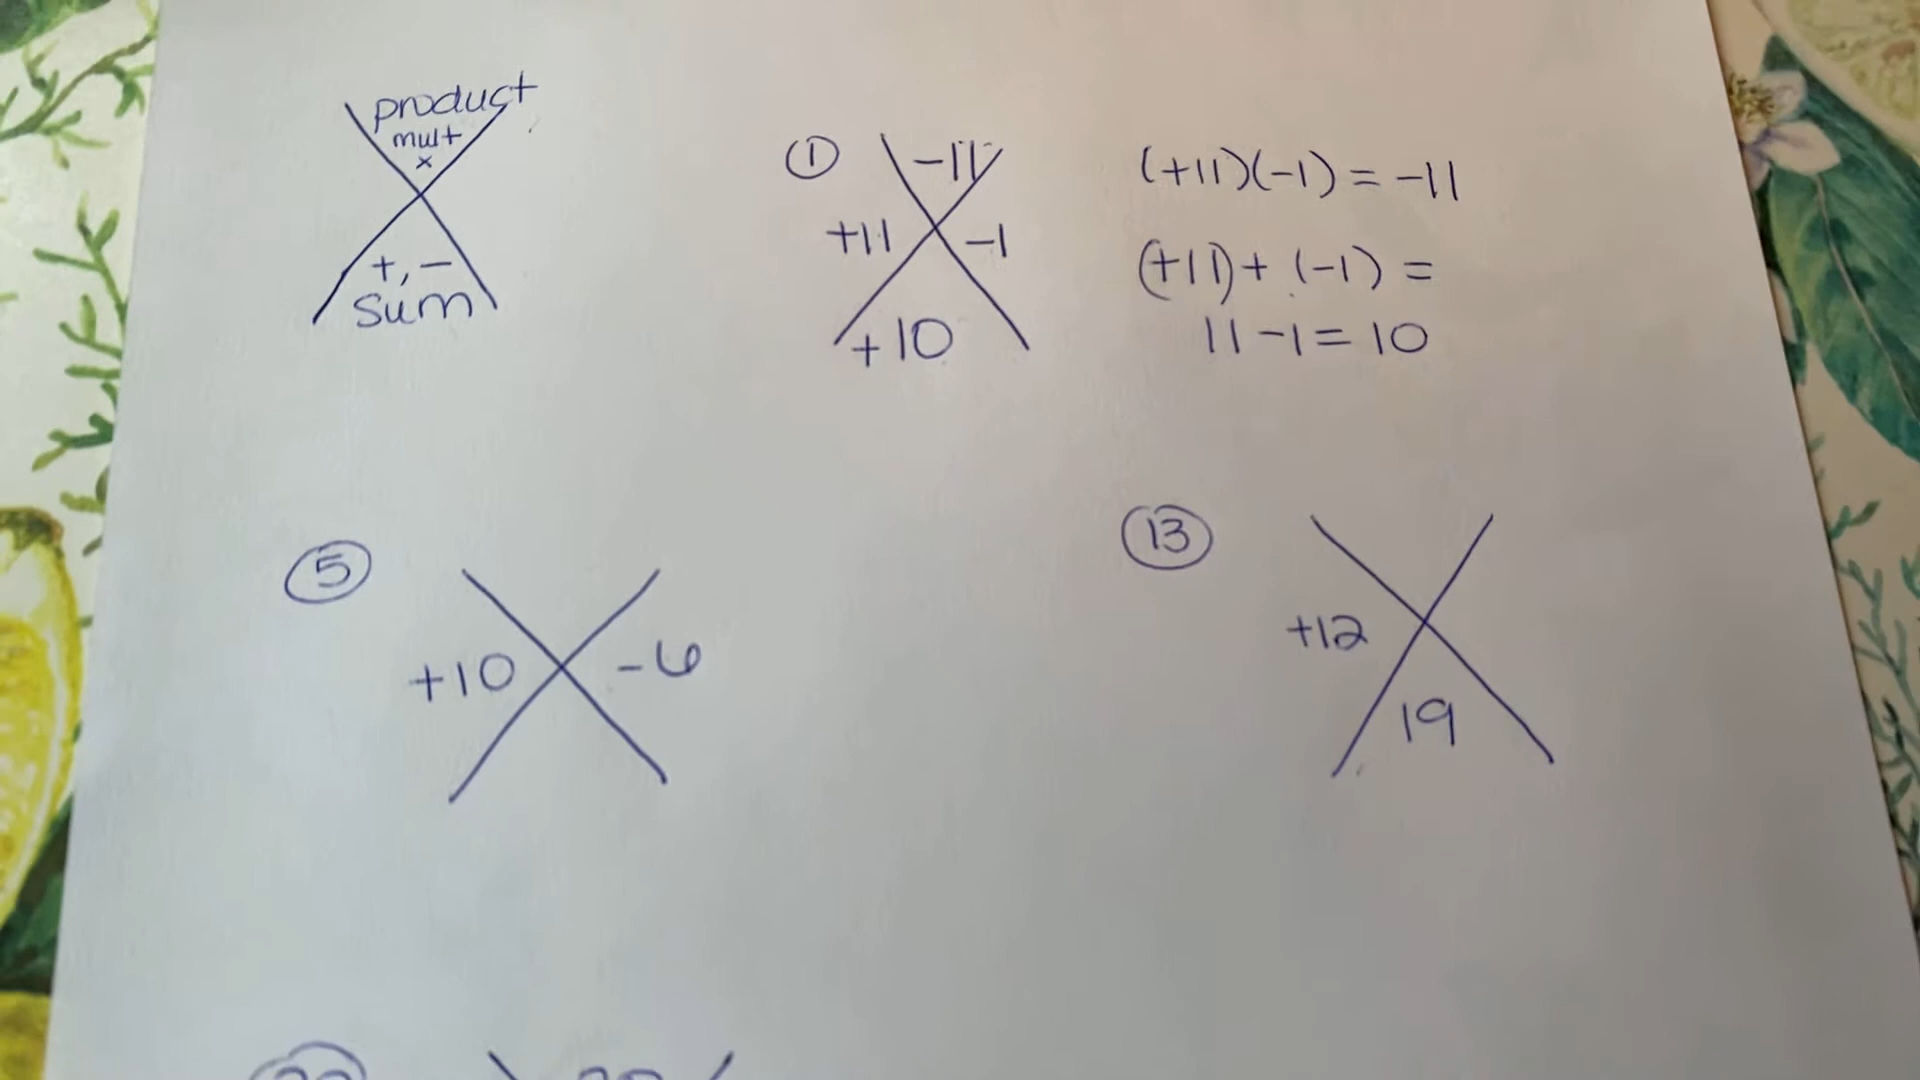 product
mult
×
+, −
sum
① −11
+11 −1
+10
(+11)(−1) = −11
(+11) + (−1) =
11 − 1 = 10
⑤
+10 −6
⑬
+12
19